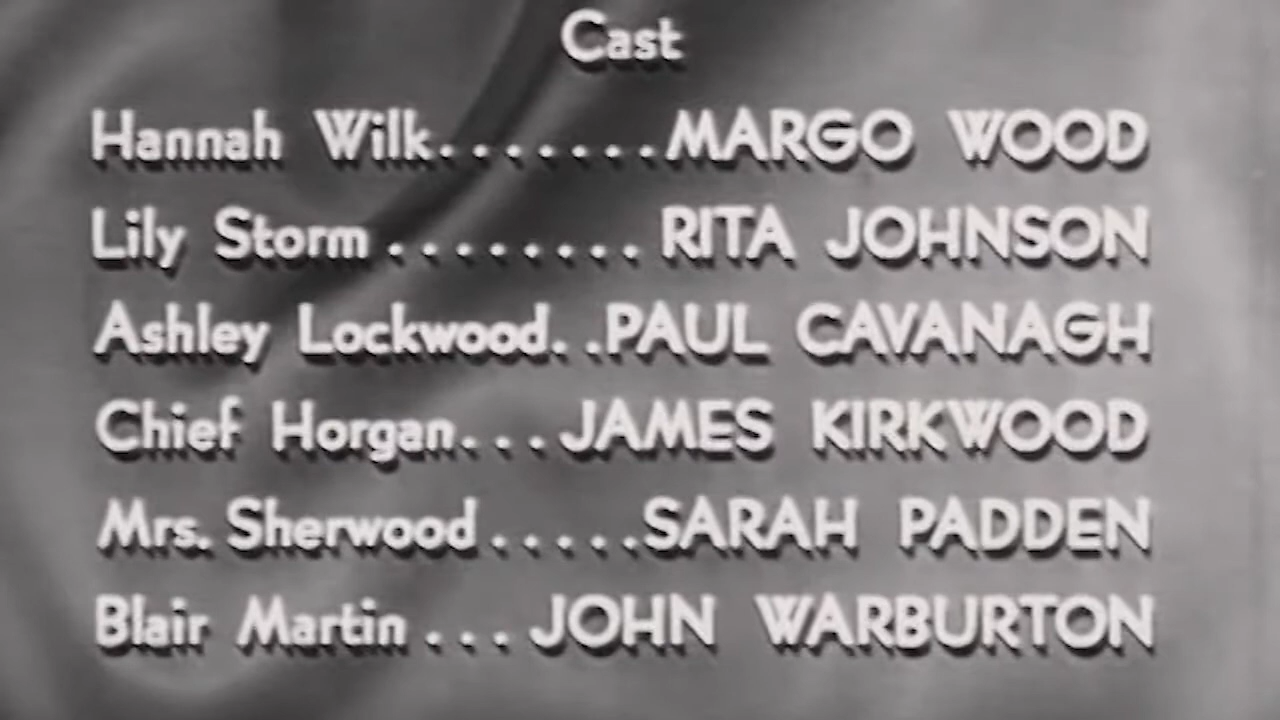 Cast
Hannah Wilk.......MARGO WOOD
Lily Storm ........ RITA JOHNSON
Ashley Lockwood. .PAUL CAVANAGH
Chief Horgan...JAMES KIRKWOOD
Mrs. Sherwood .....SARAH PADDEN
Blair Martin ... JOHN WARBURTON